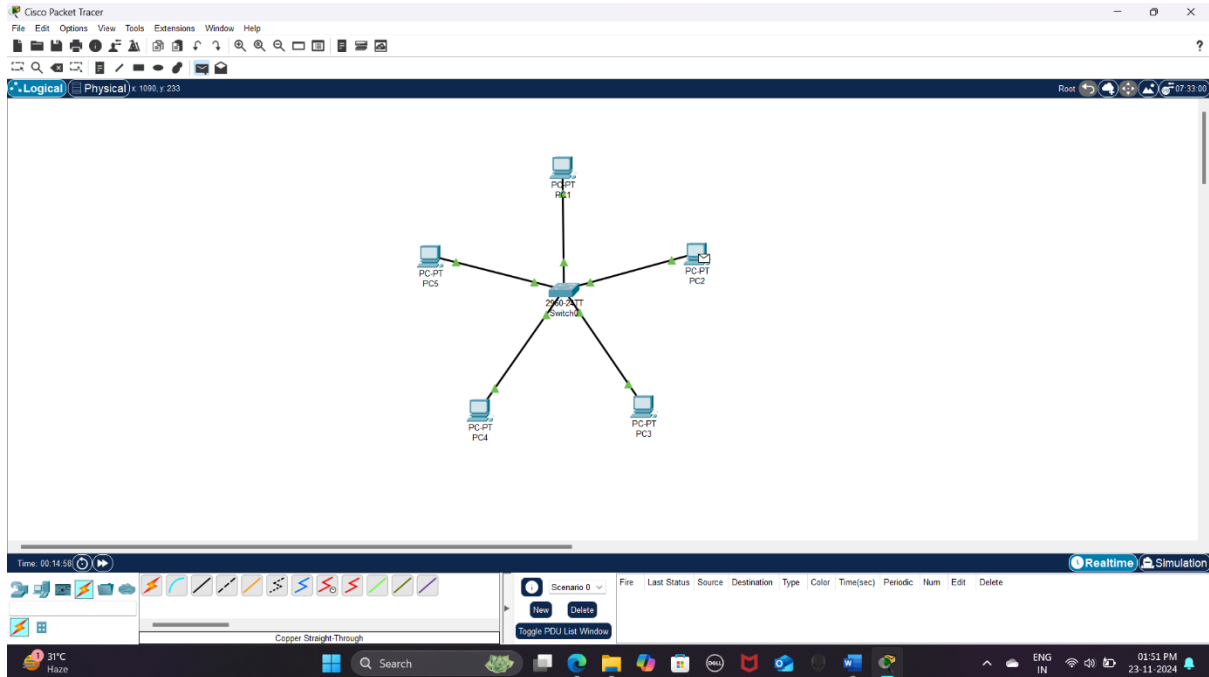 Cisco Packet Tracer
File Edit Options View Tools Extensions Window Help
?
Logical Physical x: 1090, y: 233 Root 07:33:00
PC-PT
PC1
PC-PT
PC5
PC-PT
PC2
2960-24TT
Switch0
PC-PT
PC4
PC-PT
PC3
Time: 00:14:58 Realtime Simulation
Scenario 0 Fire Last Status Source Destination Type Color Time(sec) Periodic Num Edit Delete
New Delete
Toggle PDU List Window
Copper Straight-Through
1 31°C
Haze
Search
DELL
ENG
IN
01:51 PM
23-11-2024